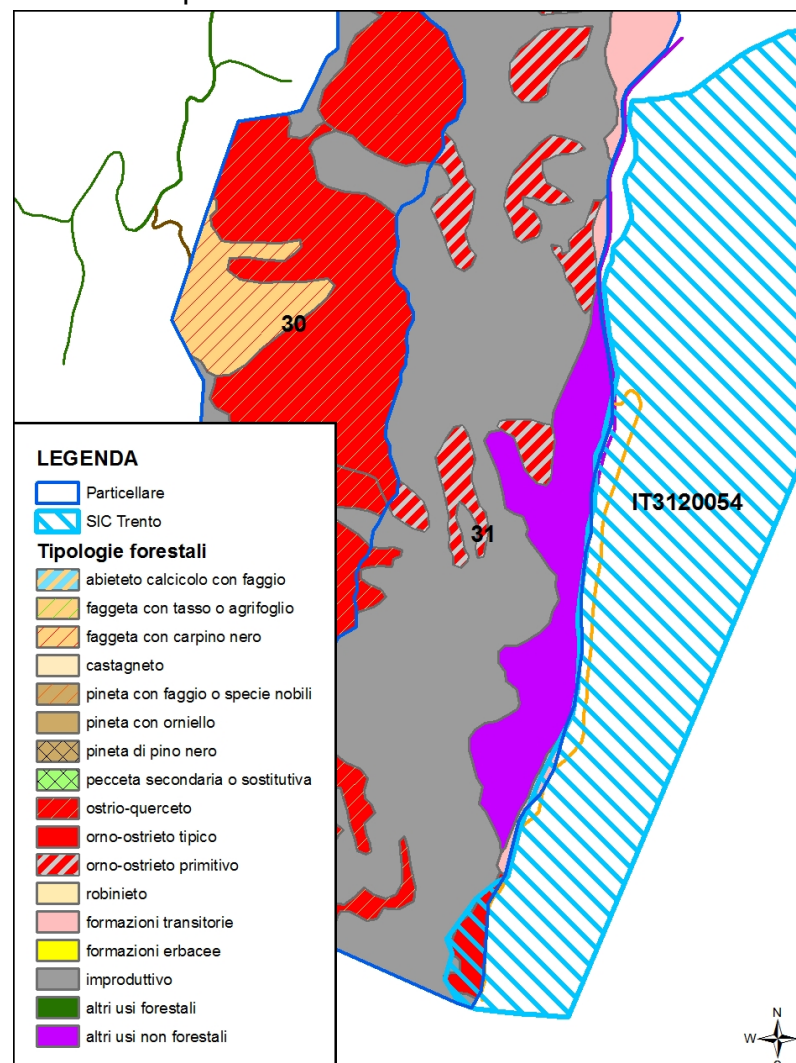 30
31
IT3120054
LEGENDA
Particellare
SIC Trento
Tipologie forestali
abieteto calcicolo con faggio
faggeta con tasso o agrifoglio
faggeta con carpino nero
castagneto
pineta con faggio o specie nobili
pineta con orniello
pineta di pino nero
pecceta secondaria o sostitutiva
ostrio-querceto
orno-ostrieto tipico
orno-ostrieto primitivo
robinieto
formazioni transitorie
formazioni erbacee
improduttivo
altri usi forestali
altri usi non forestali
N
W E